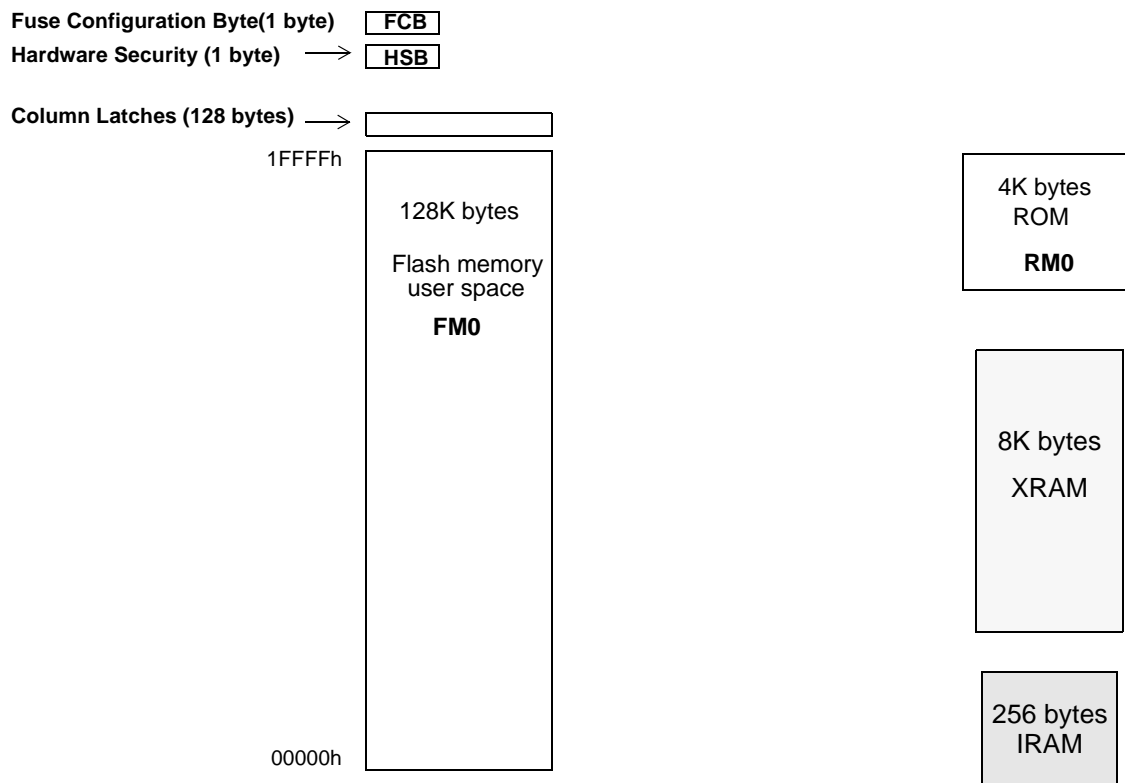 Fuse Configuration Byte(1 byte)
FCB
Hardware Security (1 byte)
HSB
Column Latches (128 bytes)
1FFFFh
128K bytes
Flash memory
user space
FM0
00000h
4K bytes
ROM
RM0
8K bytes
XRAM
256 bytes
IRAM